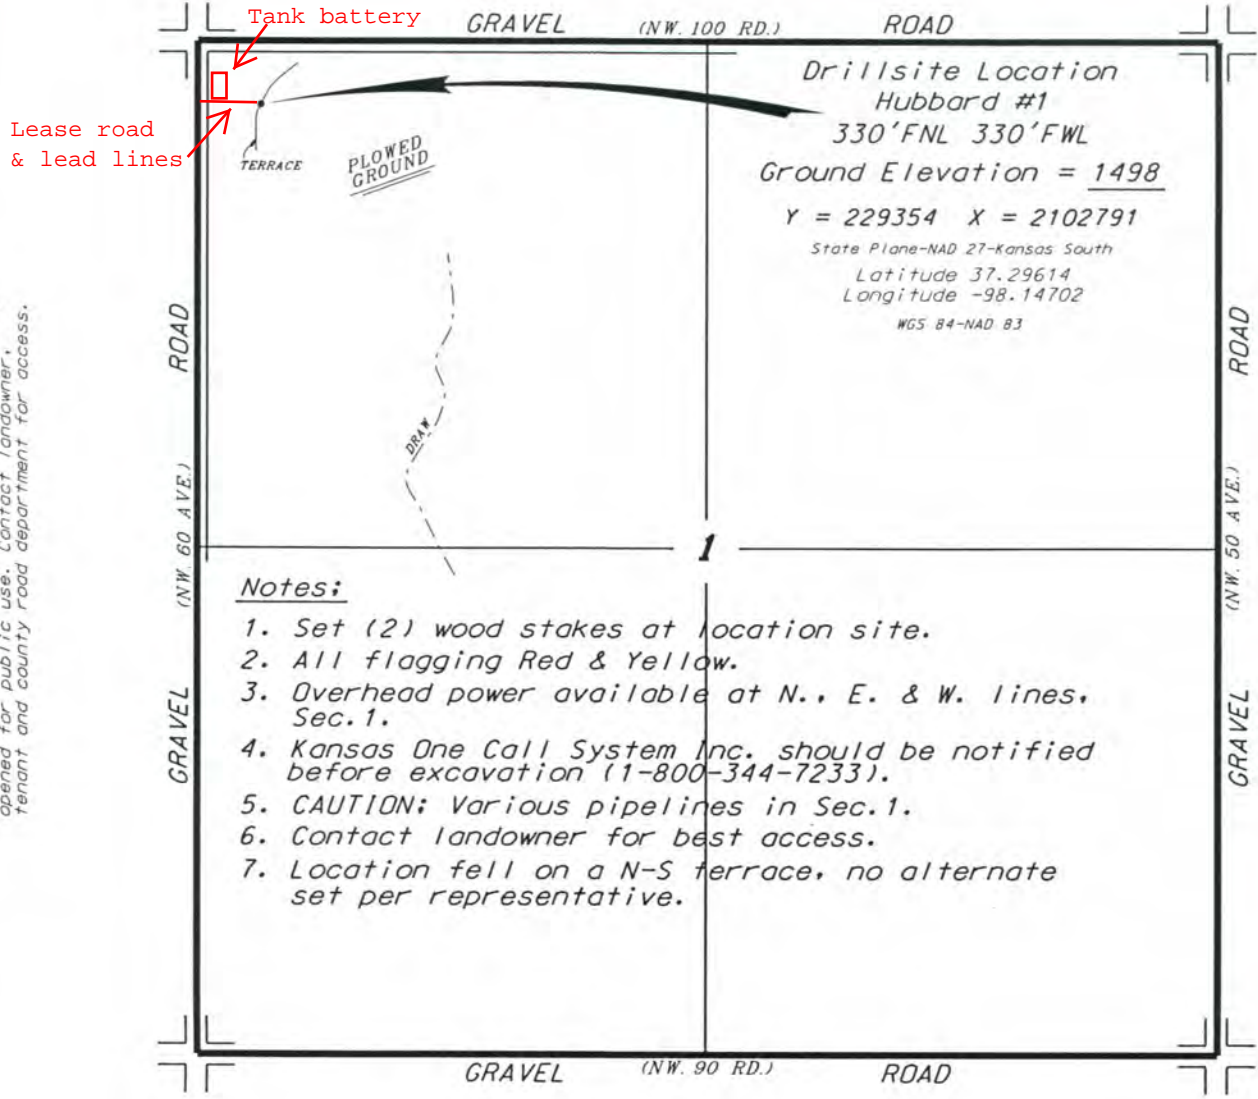 Tank battery
GRAVEL (NW. 100 RD.) ROAD
Drillsite Location
Hubbard #1
330'FNL 330'FWL
Ground Elevation = 1498
Y = 229354 X = 2102791
State Plane-NAD 27-Kansas South
Latitude 37.29614
Longitude -98.14702
WGS 84-NAD 83
Lease road
& lead lines
TERRACE
PLOWED
GROUND
DRAW
GRAVEL (NW. 60 AVE.) ROAD
GRAVEL (NW. 50 AVE.) ROAD
opened for public use. Contact landowner,
tenant and county road department for access.
1
Notes:
1. Set (2) wood stakes at location site.
2. All flagging Red & Yellow.
3. Overhead power available at N., E. & W. lines,
Sec. 1.
4. Kansas One Call System Inc. should be notified
before excavation (1-800-344-7233).
5. CAUTION: Various pipelines in Sec. 1.
6. Contact landowner for best access.
7. Location fell on a N-S terrace, no alternate
set per representative.
GRAVEL (NW. 90 RD.) ROAD